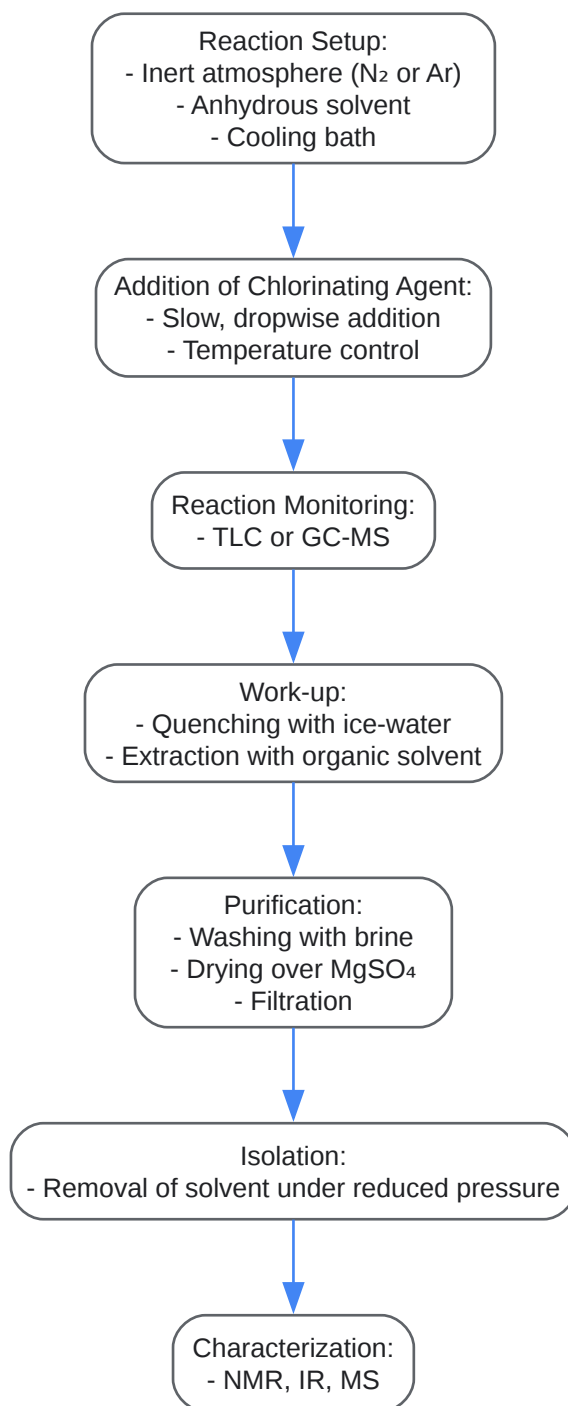 Reaction Setup:
- Inert atmosphere (N₂ or Ar)
- Anhydrous solvent
- Cooling bath
Addition of Chlorinating Agent:
- Slow, dropwise addition
- Temperature control
Reaction Monitoring:
- TLC or GC-MS
Work-up:
- Quenching with ice-water
- Extraction with organic solvent
Purification:
- Washing with brine
- Drying over MgSO₄
- Filtration
Isolation:
- Removal of solvent under reduced pressure
Characterization:
- NMR, IR, MS